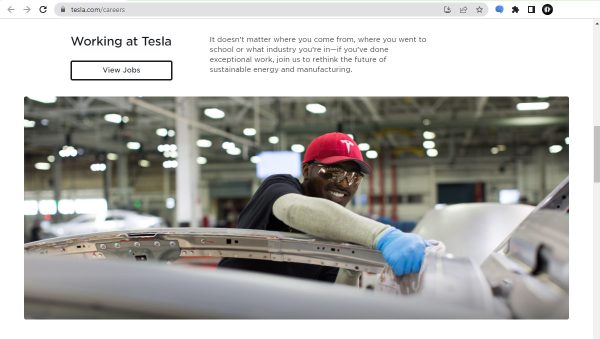 tesla.com/careers
Working at Tesla
It doesn't matter where you come from, where you went to
school or what industry you're in—if you've done
exceptional work, join us to rethink the future of
sustainable energy and manufacturing.
View Jobs